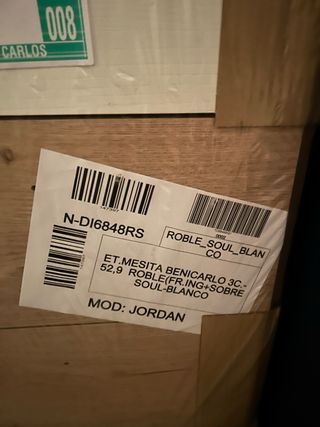 008
CARLOS
N-DI6848RS
ROBLE_SOUL_BLAN
CO
ET.MESITA BENICARLO 3C.-
52,9 ROBLE(FR.ING+SOBRE
SOUL-BLANCO
MOD: JORDAN